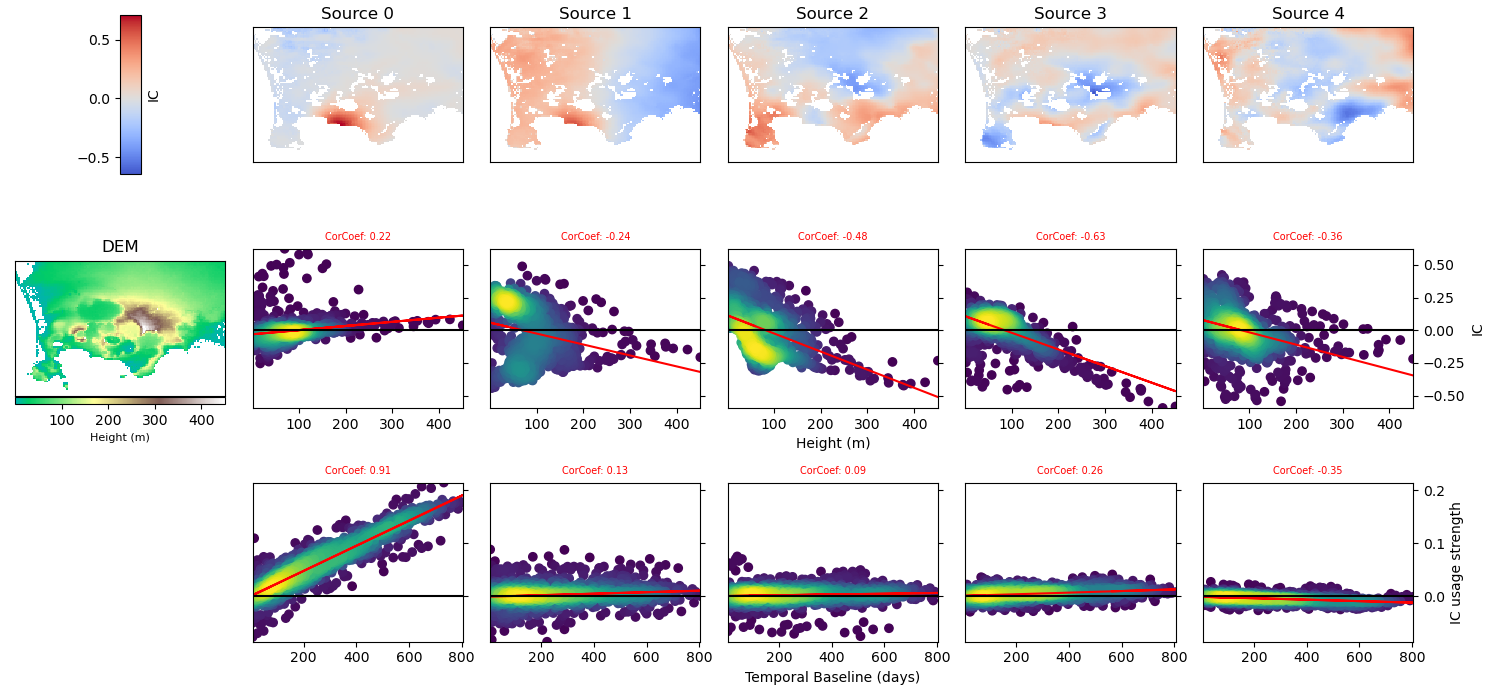 Source 0 Source 1 Source 2 Source 3 Source 4
0.5
0.0
−0.5
IC
DEM
100 200 300 400
Height (m)
CorCoef: 0.22 CorCoef: -0.24 CorCoef: -0.48 CorCoef: -0.63 CorCoef: -0.36
0.50
0.25
0.00
−0.25
−0.50
IC
100 200 300 400 100 200 300 400 100 200 300 400 100 200 300 400 100 200 300 400
Height (m)
CorCoef: 0.91 CorCoef: 0.13 CorCoef: 0.09 CorCoef: 0.26 CorCoef: -0.35
0.2
0.1
0.0
IC usage strength
200 400 600 800 200 400 600 800 200 400 600 800 200 400 600 800 200 400 600 800
Temporal Baseline (days)